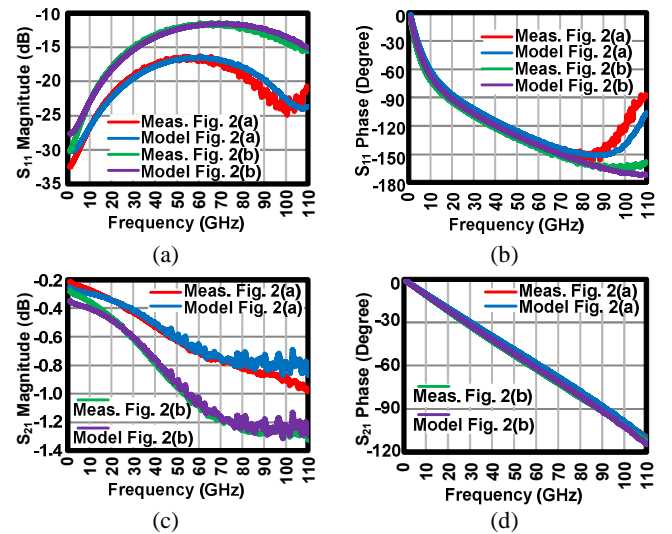 S11 Magnitude (dB)
-10
-15
-20
-25
-30
-35
Meas. Fig. 2(a)
Model Fig. 2(a)
Meas. Fig. 2(b)
Model Fig. 2(b)
0 10 20 30 40 50 60 70 80 90 100 110
Frequency (GHz)
(a)
S11 Phase (Degree)
0
-30
-60
-90
-120
-150
-180
Meas. Fig. 2(a)
Model Fig. 2(a)
Meas. Fig. 2(b)
Model Fig. 2(b)
0 10 20 30 40 50 60 70 80 90 100 110
Frequency (GHz)
(b)
S21 Magnitude (dB)
-0.2
-0.4
-0.6
-0.8
-1.0
-1.2
-1.4
Meas. Fig. 2(a)
Model Fig. 2(a)
Meas. Fig. 2(b)
Model Fig. 2(b)
0 10 20 30 40 50 60 70 80 90 100 110
Frequency (GHz)
(c)
S21 Phase (Degree)
0
-30
-60
-90
-120
Meas. Fig. 2(a)
Model Fig. 2(a)
Meas. Fig. 2(b)
Model Fig. 2(b)
0 10 20 30 40 50 60 70 80 90 100 110
Frequency (GHz)
(d)